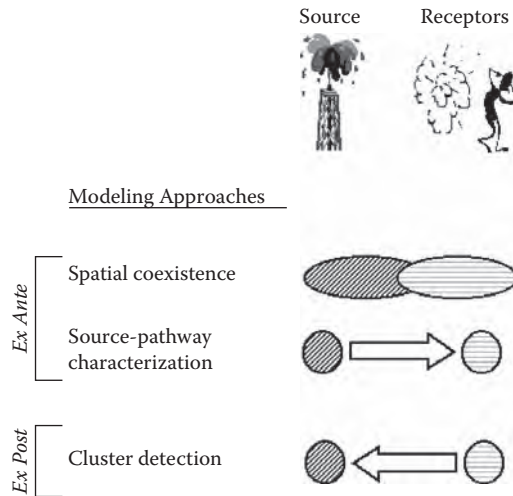 Source Receptors
Modeling Approaches
Ex Ante
Spatial coexistence
Source-pathway
characterization
Ex Post
Cluster detection